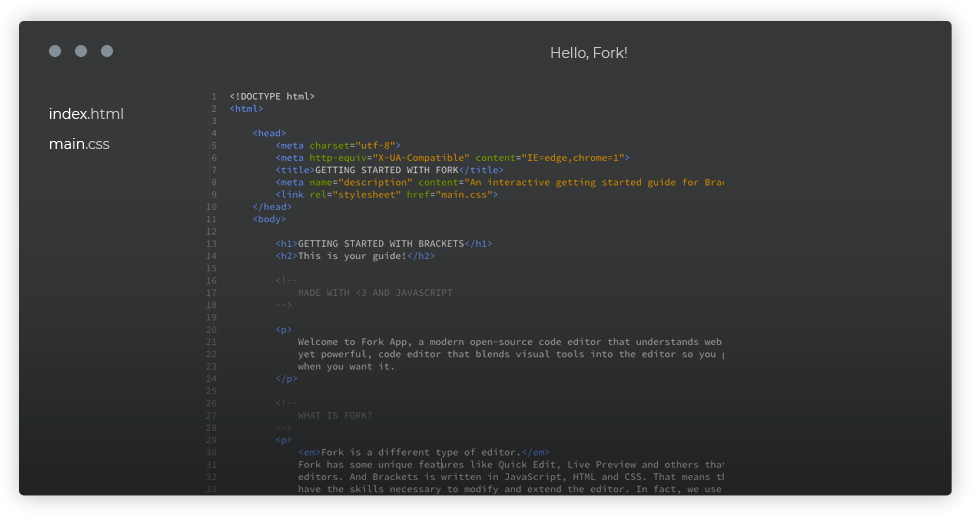 Hello, Fork!
index.html
main.css
1 <!DOCTYPE html>
2 <html>
3
4 <head>
5 <meta charset="utf-8">
6 <meta http-equiv="X-UA-Compatible" content="IE=edge,chrome=1">
7 <title>GETTING STARTED WITH FORK</title>
8 <meta name="description" content="An interactive getting started guide for Brac
9 <link rel="stylesheet" href="main.css">
10 </head>
11 <body>
12
13 <h1>GETTING STARTED WITH BRACKETS</h1>
14 <h2>This is your guide!</h2>
15
16 <!--
17 MADE WITH <3 AND JAVASCRIPT
18 -->
19
20 <p>
21 Welcome to Fork App, a modern open-source code editor that understands web
22 yet powerful, code editor that blends visual tools into the editor so you
23 when you want it.
24 </p>
25
26 <!--
27 WHAT IS FORK?
28 -->
29 <p>
30 <em>Fork is a different type of editor.</em>
31 Fork has some unique features like Quick Edit, Live Preview and others that
32 editors. And Brackets is written in JavaScript, HTML and CSS. That means
33 have the skills necessary to modify and extend the editor. In fact, we use